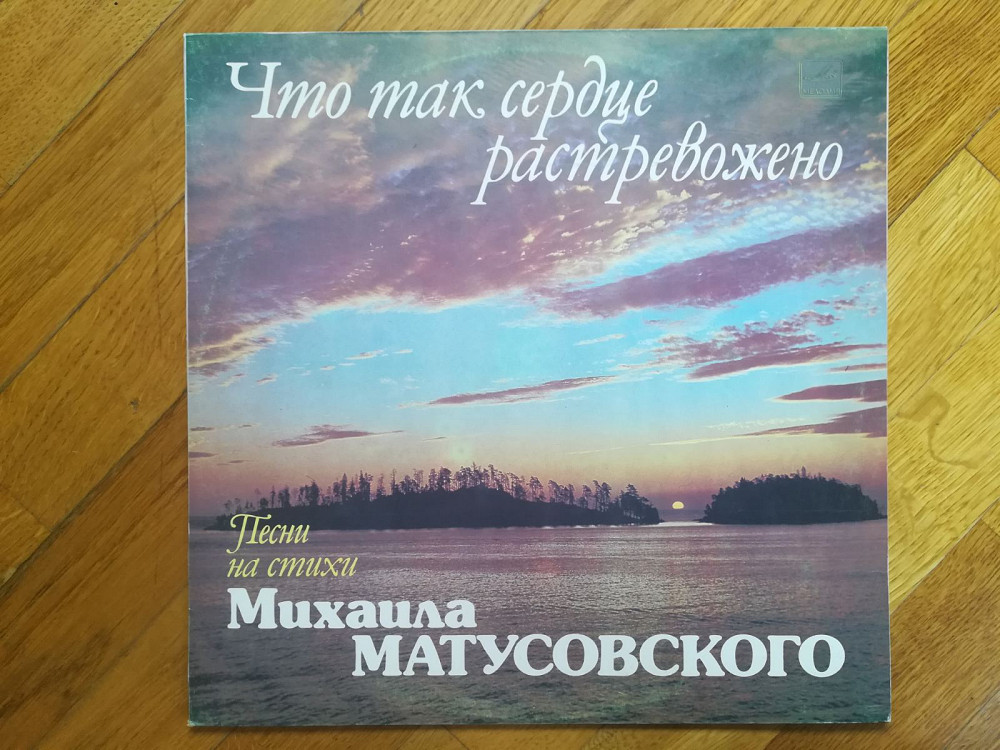 Что так сердце
растревожено
Песни
на стихи
Михаила
МАТУСОВСКОГО